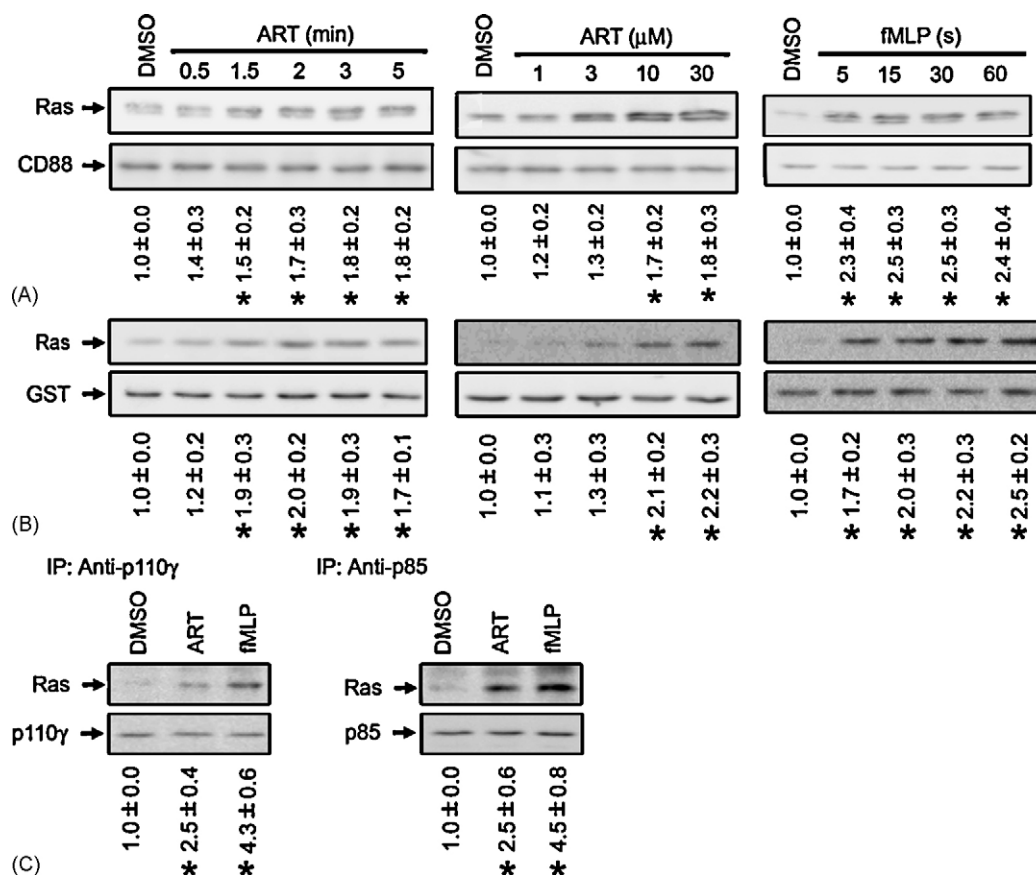 DMSO ART (min) DMSO ART (μM) DMSO fMLP (s)
0.5 1.5 2 3 5 1 3 10 30 5 15 30 60
Ras
CD88
1.0 ± 0.0 1.4 ± 0.3 * 1.5 ± 0.2 * 1.7 ± 0.3 * 1.8 ± 0.2 * 1.8 ± 0.2 1.0 ± 0.0 1.2 ± 0.2 1.3 ± 0.2 * 1.7 ± 0.2 * 1.8 ± 0.3 1.0 ± 0.0 * 2.3 ± 0.4 * 2.5 ± 0.3 * 2.5 ± 0.3 * 2.4 ± 0.4
(A)
Ras
GST
1.0 ± 0.0 1.2 ± 0.2 * 1.9 ± 0.3 * 2.0 ± 0.2 * 1.9 ± 0.3 * 1.7 ± 0.1 1.0 ± 0.0 1.1 ± 0.3 1.3 ± 0.3 * 2.1 ± 0.2 * 2.2 ± 0.3 1.0 ± 0.0 * 1.7 ± 0.2 * 2.0 ± 0.3 * 2.2 ± 0.3 * 2.5 ± 0.2
(B)
IP: Anti-p110γ IP: Anti-p85
DMSO ART fMLP DMSO ART fMLP
Ras Ras
p110γ p85
1.0 ± 0.0 * 2.5 ± 0.4 * 4.3 ± 0.6 1.0 ± 0.0 * 2.5 ± 0.6 * 4.5 ± 0.8
(C)